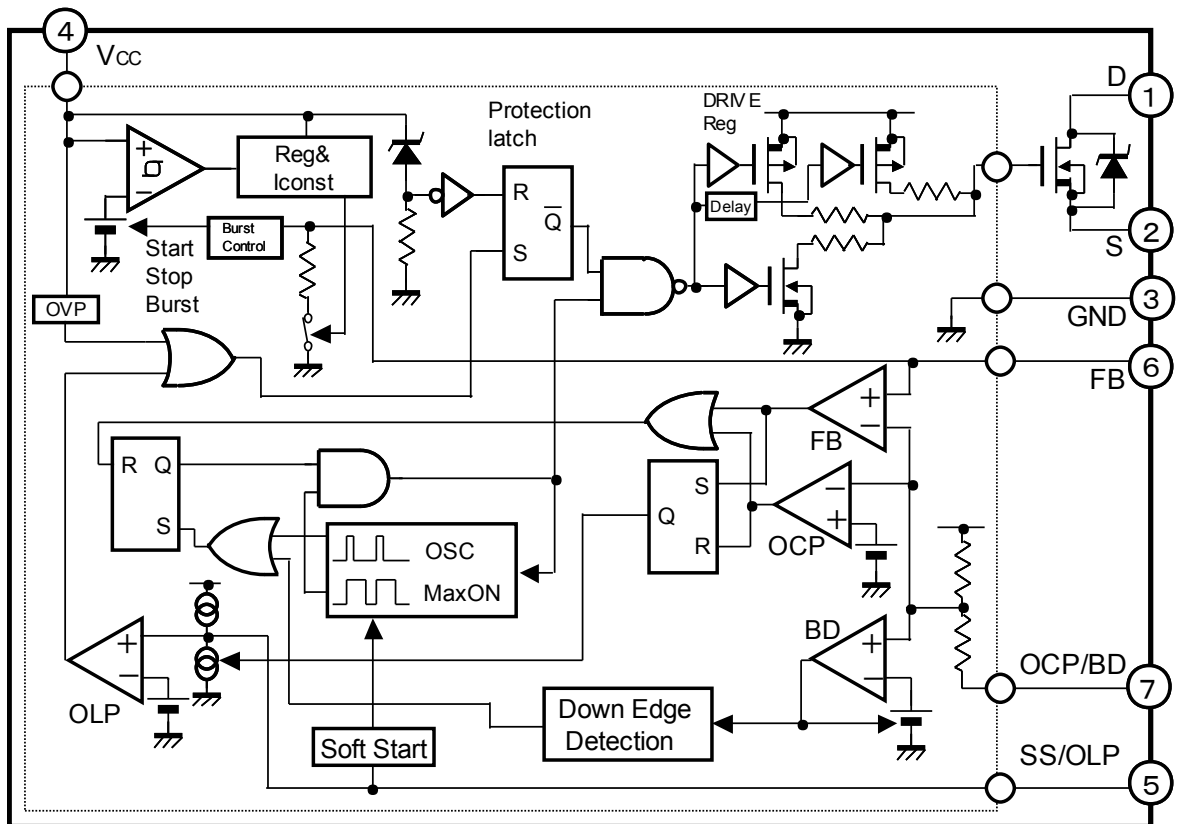 4
VCC
D
1
DRIVE
Reg
Protection
latch
+
−
Reg&
Iconst
R
Q
S
Delay
Burst
Control
Start
Stop
Burst
S
2
OVP
3
GND
6
FB
+
−
FB
R Q
S
S
Q
R
−
+
OCP
OSC
MaxON
BD
+
−
+
−
OLP
OCP/BD
7
Down Edge
Detection
Soft Start
SS/OLP
5